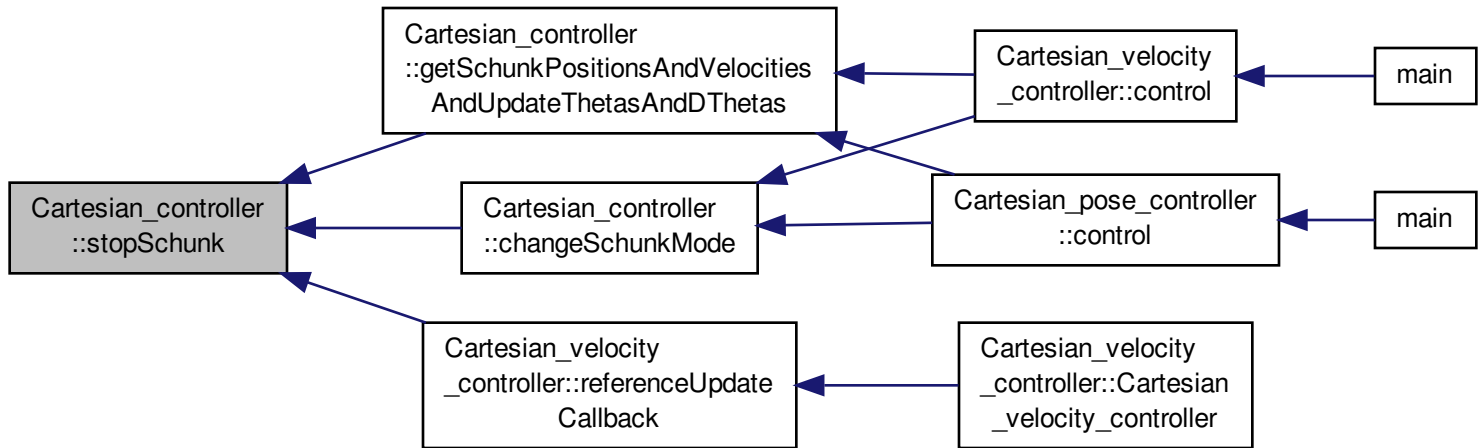 Cartesian_controller
::stopSchunk
Cartesian_controller
::getSchunkPositionsAndVelocities
AndUpdateThetasAndDThetas
Cartesian_controller
::changeSchunkMode
Cartesian_velocity
_controller::referenceUpdate
Callback
Cartesian_velocity
_controller::control
Cartesian_pose_controller
::control
Cartesian_velocity
_controller::Cartesian
_velocity_controller
main
main